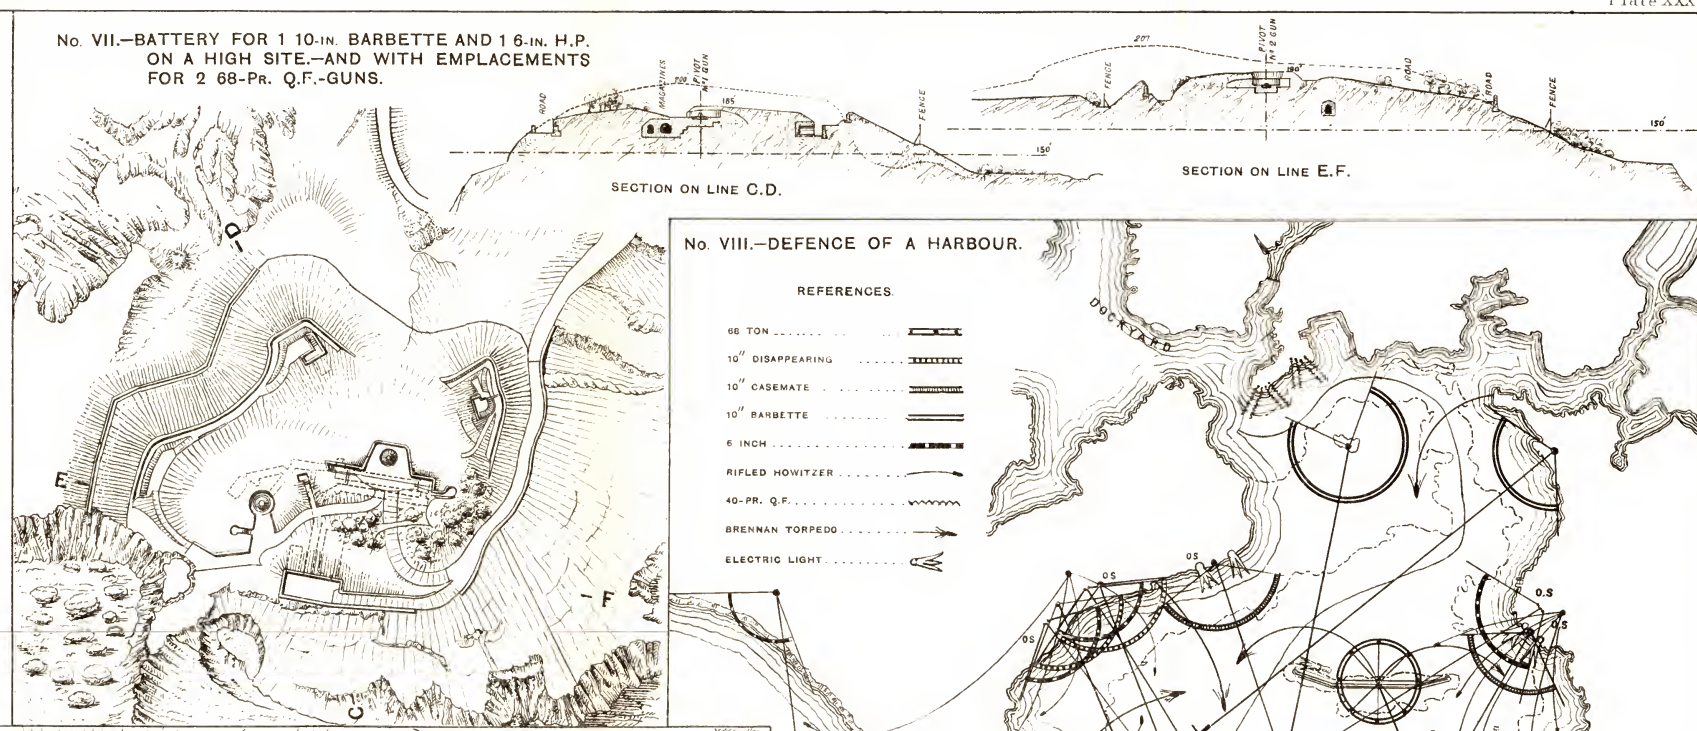 Plate XXX
No. VII.—BATTERY FOR 1 10-IN. BARBETTE AND 1 6-IN. H.P.
ON A HIGH SITE.—AND WITH EMPLACEMENTS
FOR 2 68-PR. Q.F.-GUNS.
ROAD
MAGAZINES
200'
PIVOT
No 1 GUN
185
FENCE
150'
SECTION ON LINE C.D.
207
FENCE
PIVOT
No 2 GUN
190'
ROAD
ROAD
FENCE
150'
SECTION ON LINE E.F.
D
E
F
C
No. VIII.—DEFENCE OF A HARBOUR.
REFERENCES.
68 TON
10" DISAPPEARING
10" CASEMATE
10" BARBETTE
6 INCH
RIFLED HOWITZER
40-PR. Q.F.
BRENNAN TORPEDO
ELECTRIC LIGHT
DOCKYARD
O.S
O.S
O.S
O.S
O.S